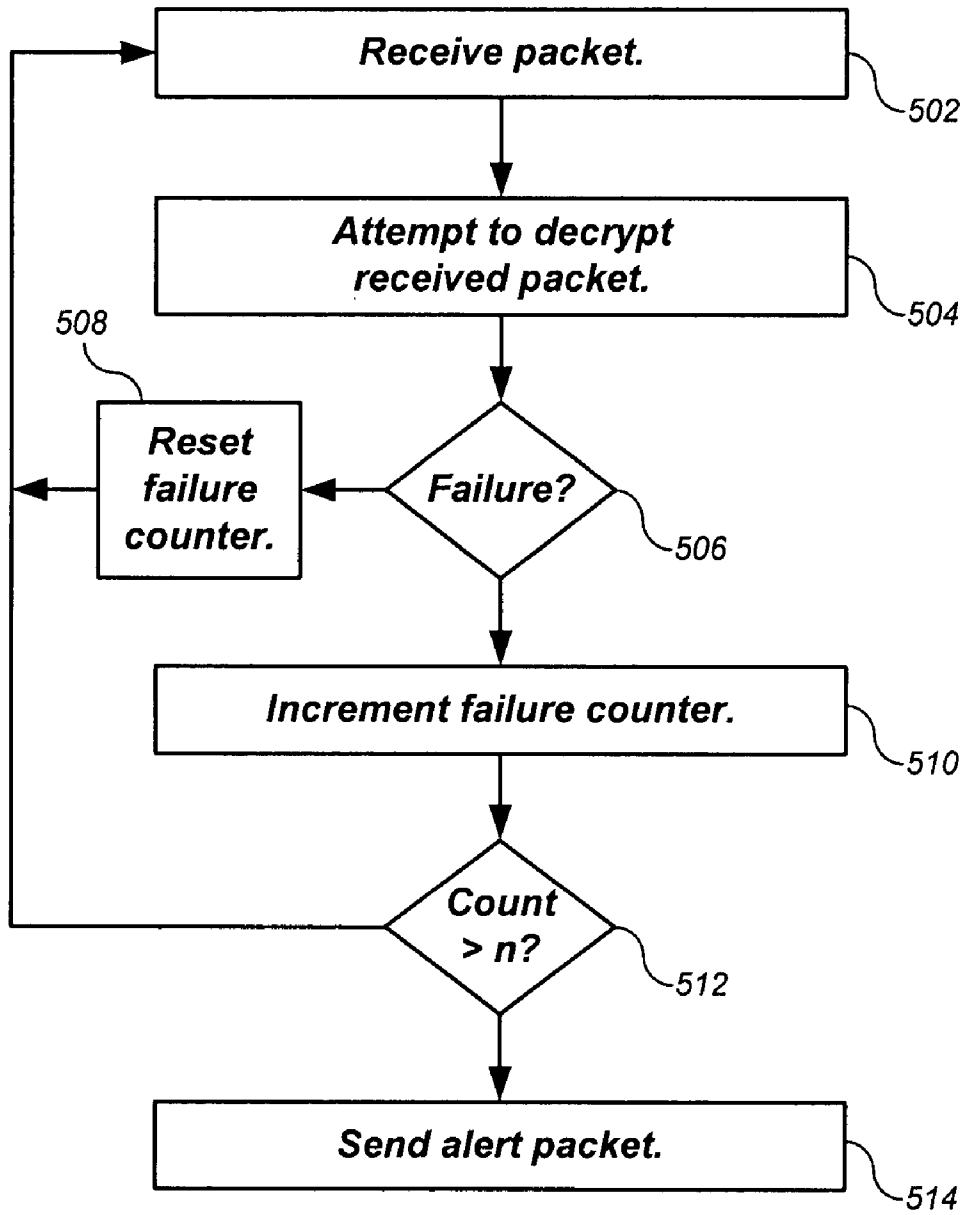 Receive packet.
502
Attempt to decrypt
received packet.
504
508
Reset
failure
counter.
Failure?
506
Increment failure counter.
510
Count
> n?
512
Send alert packet.
514